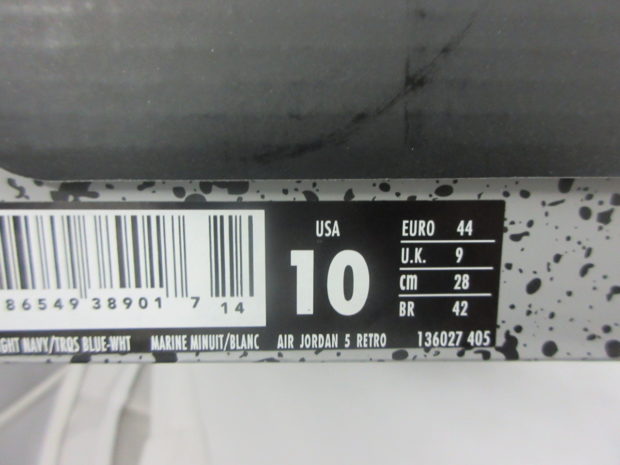 USA
10
EURO 44
U.K. 9
cm 28
BR 42
86549 38901 7 14
GHT NAVY/TRQS BLUE-WHT MARINE MINUIT/BLANC AIR JORDAN 5 RETRO 136027 405